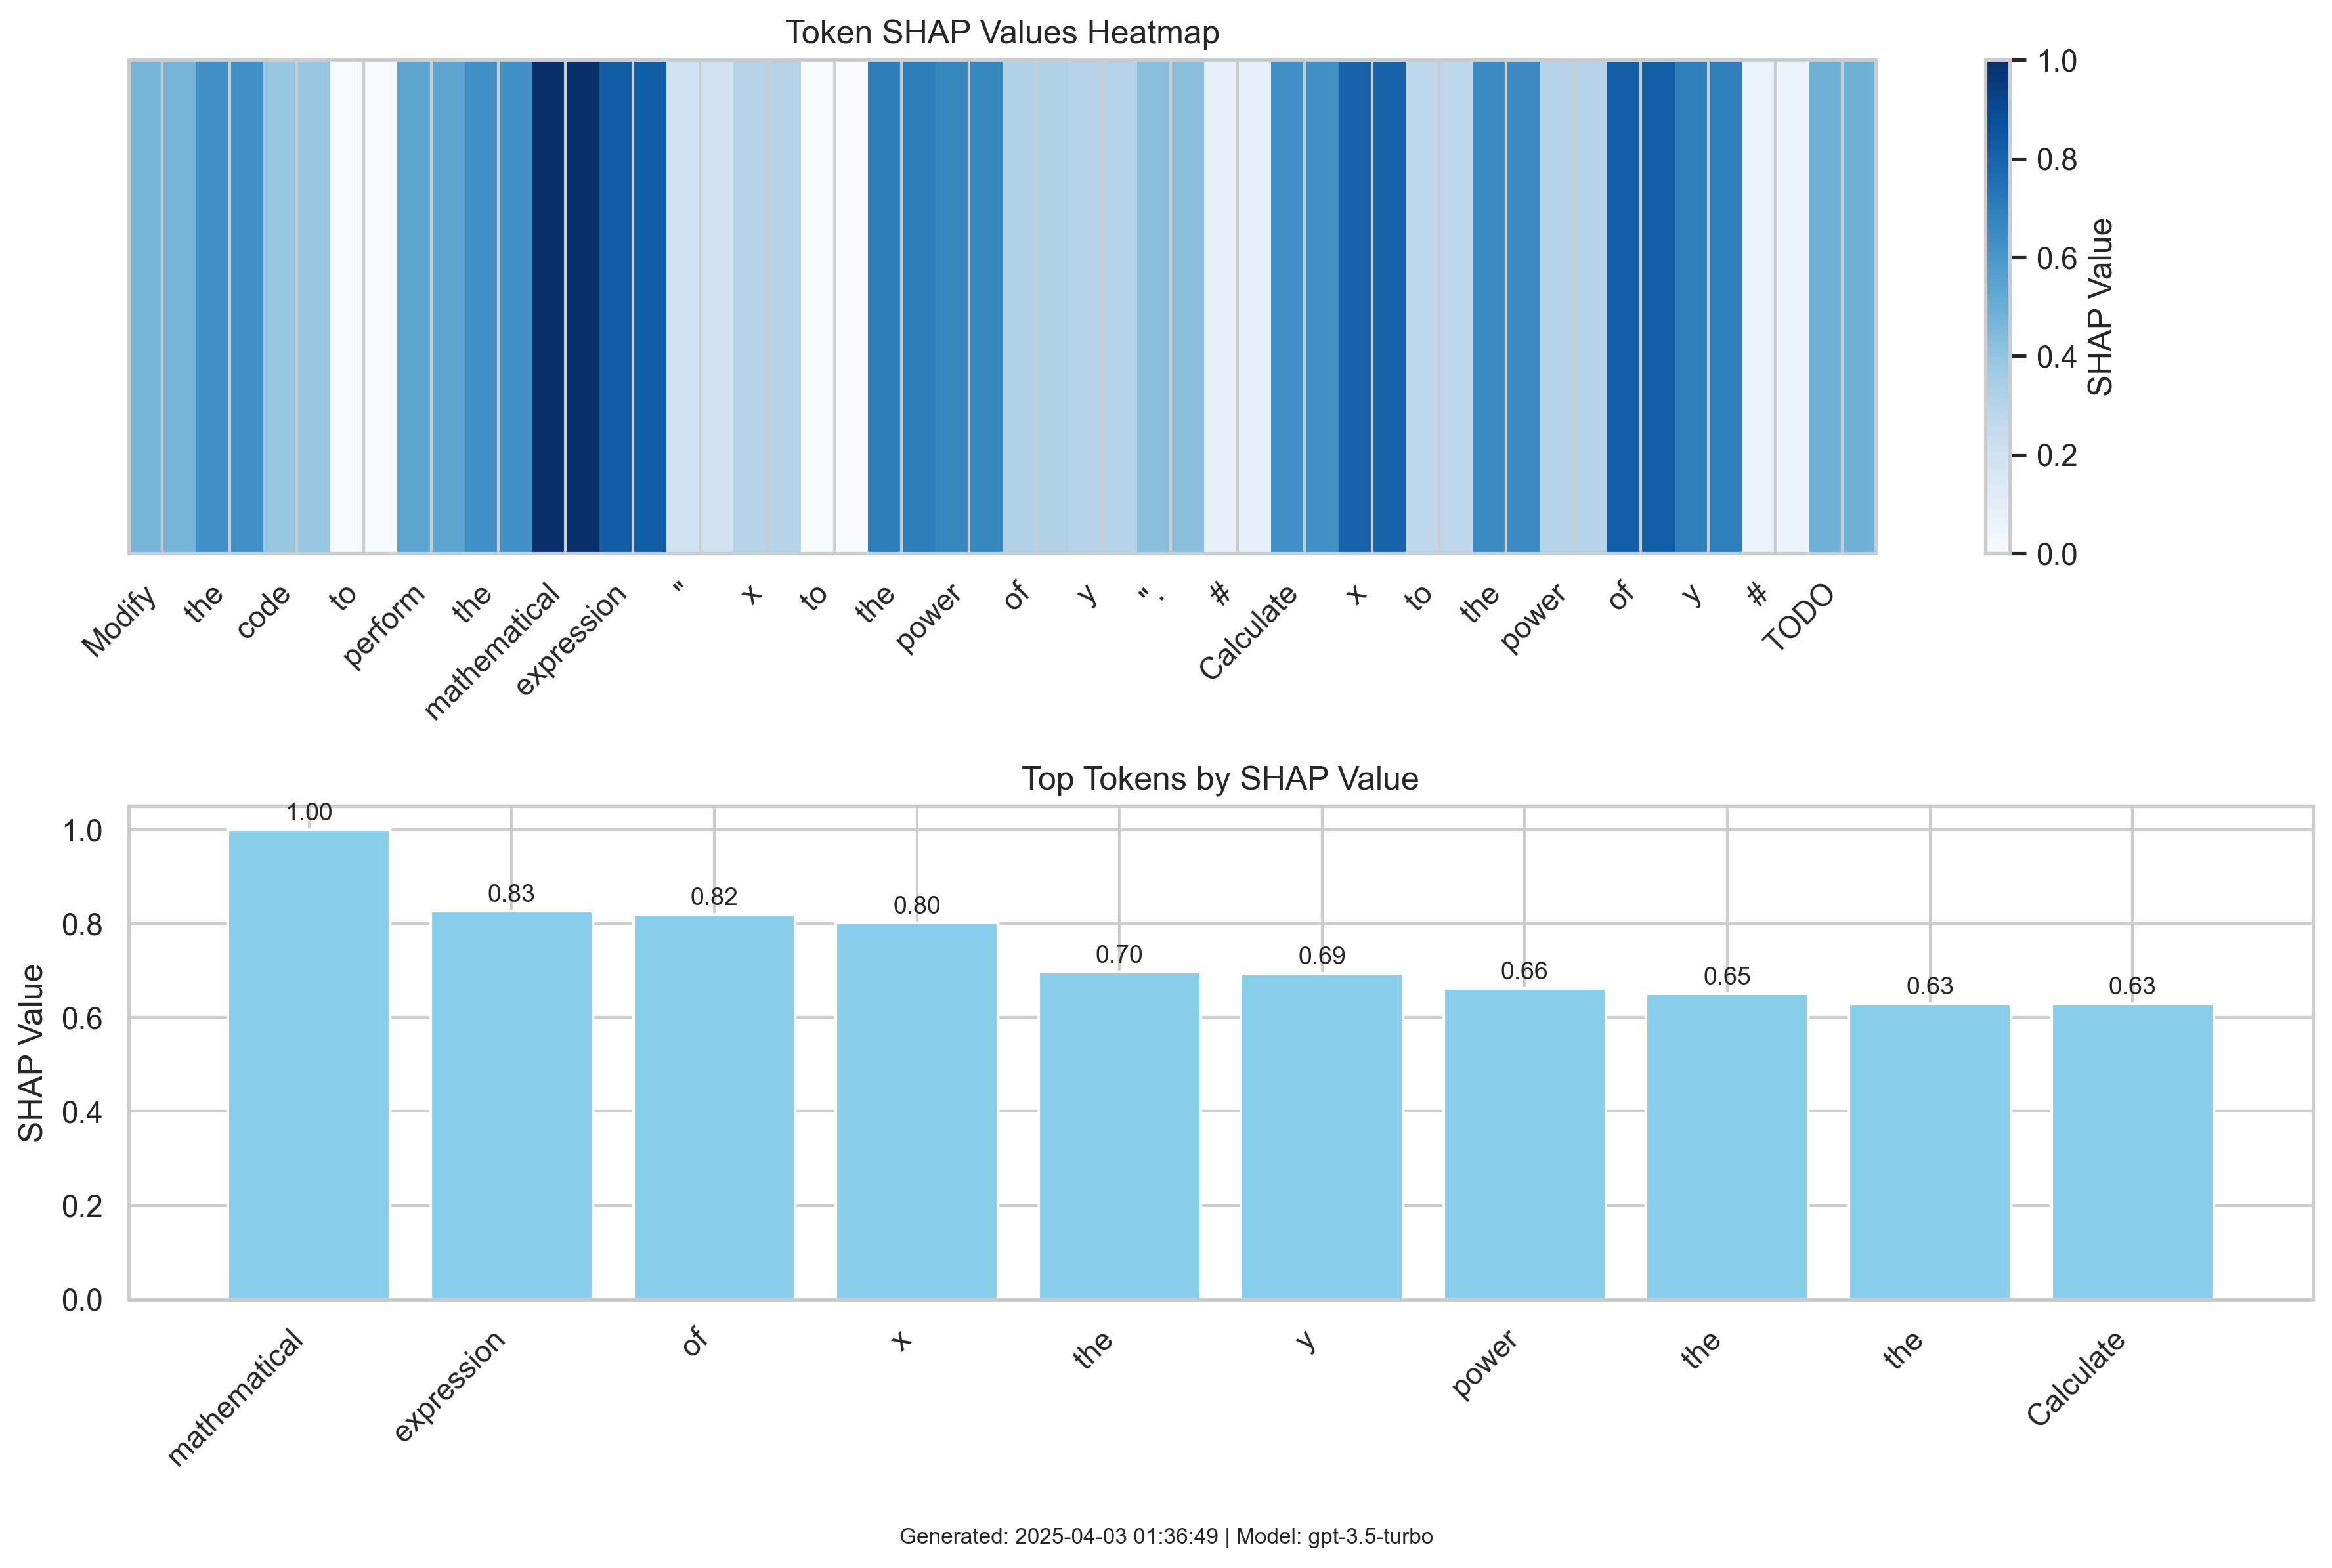 Token SHAP Values Heatmap
1.0
0.8
0.6
0.4
0.2
0.0
SHAP Value
Modify
the
code
to
perform
the
mathematical
expression
"
x
to
the
power
of
y
" .
#
Calculate
x
to
the
power
of
y
#
TODO
Top Tokens by SHAP Value
SHAP Value
1.0
0.8
0.6
0.4
0.2
0.0
1.00
0.83
0.82
0.80
0.70
0.69
0.66
0.65
0.63
0.63
mathematical
expression
of
x
the
y
power
the
the
Calculate
Generated: 2025-04-03 01:36:49 | Model: gpt-3.5-turbo